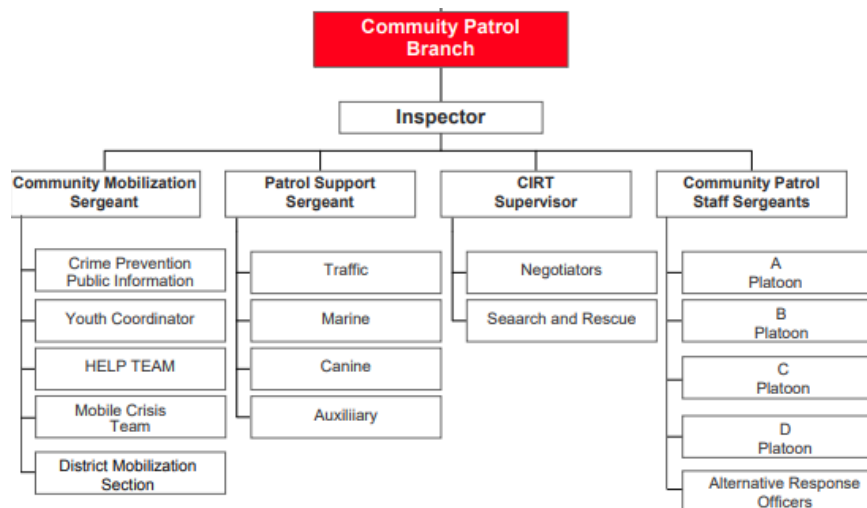 Commuity Patrol
Branch
Inspector
Community Mobilization
Sergeant
Patrol Support
Sergeant
CIRT
Supervisor
Community Patrol
Staff Sergeants
Crime Prevention
Public Information
Youth Coordinator
HELP TEAM
Mobile Crisis
Team
District Mobilization
Section
Traffic
Marine
Canine
Auxiliiary
Negotiators
Seaarch and Rescue
A
Platoon
B
Platoon
C
Platoon
D
Platoon
Alternative Response
Officers